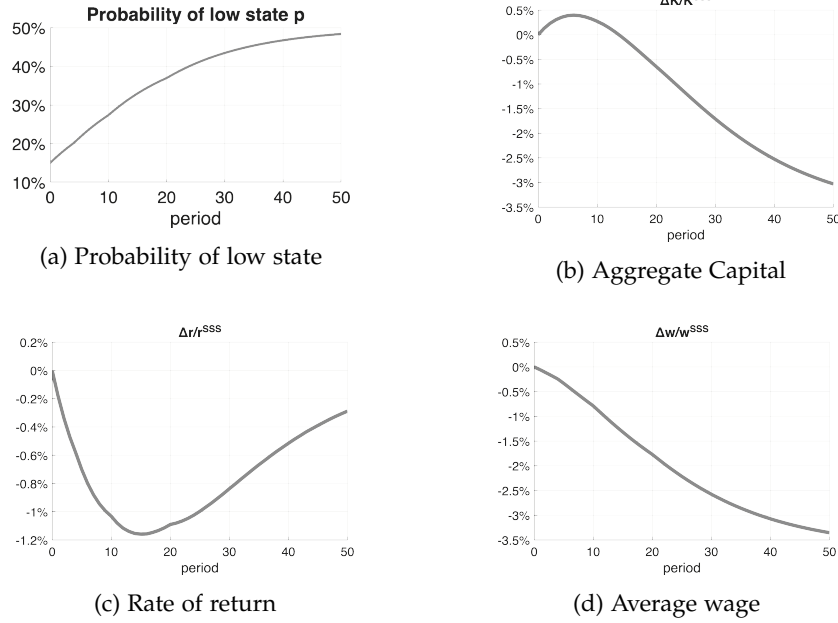 Probability of low state p
50%
40%
30%
20%
10%
0 10 20 30 40 50
period
(a) Probability of low state
ΔK/K^SSS
0.5%
0%
-0.5%
-1%
-1.5%
-2%
-2.5%
-3%
-3.5%
0 10 20 30 40 50
period
(b) Aggregate Capital
Δr/r^SSS
0.2%
0%
-0.2%
-0.4%
-0.6%
-0.8%
-1%
-1.2%
0 10 20 30 40 50
period
(c) Rate of return
Δw/w^SSS
0.5%
0%
-0.5%
-1%
-1.5%
-2%
-2.5%
-3%
-3.5%
0 10 20 30 40 50
period
(d) Average wage